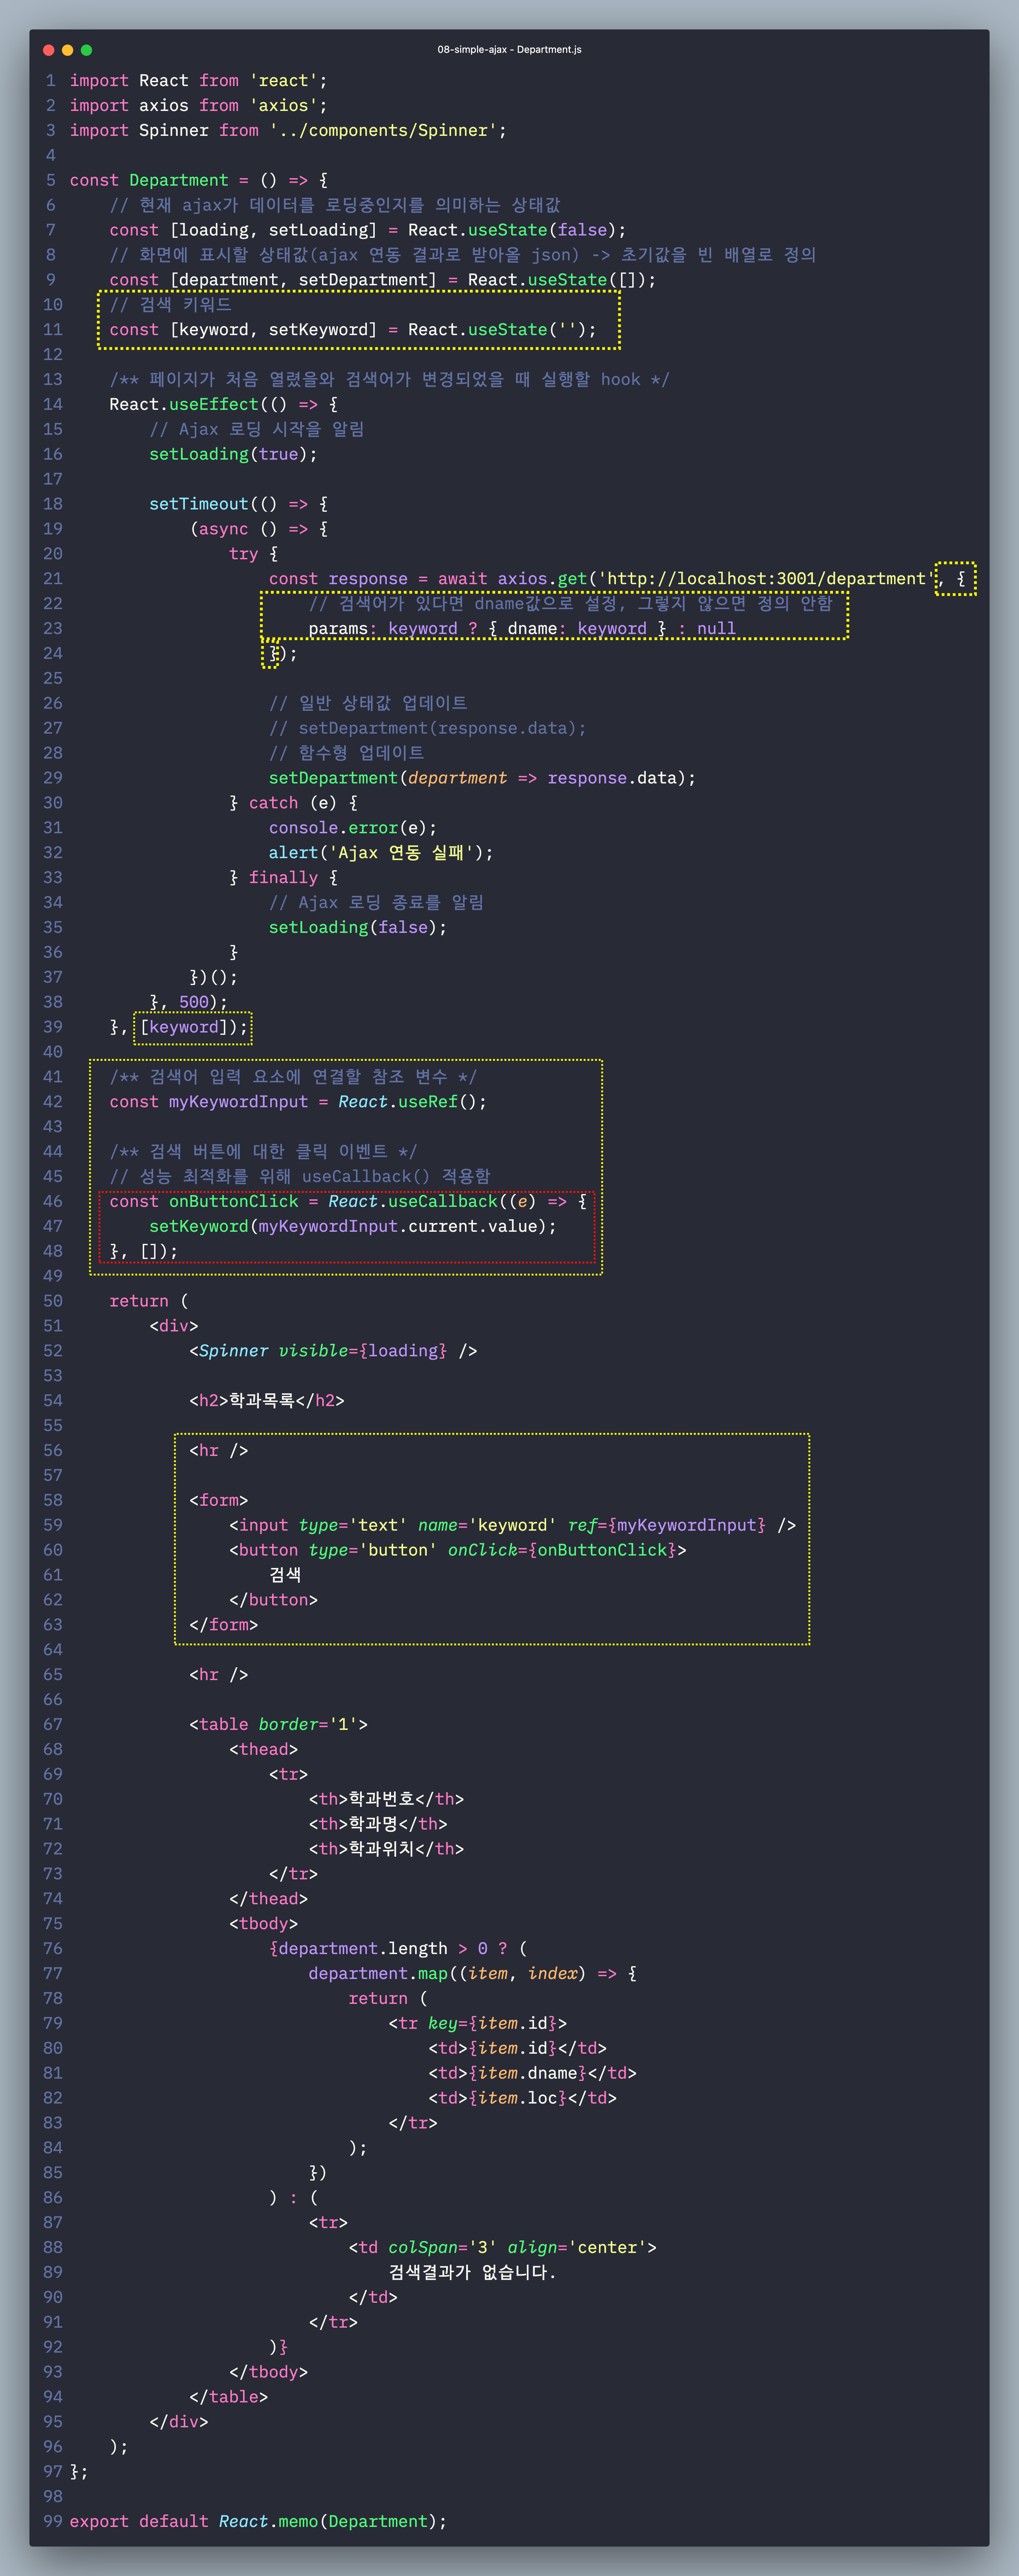 08-simple-ajax - Department.js
1 import React from 'react';
2 import axios from 'axios';
3 import Spinner from '../components/Spinner';
4
5 const Department = () => {
6     // 현재 ajax가 데이터를 로딩중인지를 의미하는 상태값
7     const [loading, setLoading] = React.useState(false);
8     // 화면에 표시할 상태값(ajax 연동 결과로 받아올 json) -> 초기값을 빈 배열로 정의
9     const [department, setDepartment] = React.useState([]);
10     // 검색 키워드
11     const [keyword, setKeyword] = React.useState('');
12
13     /** 페이지가 처음 열렸을와 검색어가 변경되었을 때 실행할 hook */
14     React.useEffect(() => {
15         // Ajax 로딩 시작을 알림
16         setLoading(true);
17
18         setTimeout(() => {
19             (async () => {
20                 try {
21                     const response = await axios.get('http://localhost:3001/department', {
22                         // 검색어가 있다면 dname값으로 설정, 그렇지 않으면 정의 안함
23                         params: keyword ? { dname: keyword } : null
24                     });
25
26                     // 일반 상태값 업데이트
27                     // setDepartment(response.data);
28                     // 함수형 업데이트
29                     setDepartment(department => response.data);
30                 } catch (e) {
31                     console.error(e);
32                     alert('Ajax 연동 실패');
33                 } finally {
34                     // Ajax 로딩 종료를 알림
35                     setLoading(false);
36                 }
37             })();
38         }, 500);
39     }, [keyword]);
40
41     /** 검색어 입력 요소에 연결할 참조 변수 */
42     const myKeywordInput = React.useRef();
43
44     /** 검색 버튼에 대한 클릭 이벤트 */
45     // 성능 최적화를 위해 useCallback() 적용함
46     const onButtonClick = React.useCallback((e) => {
47         setKeyword(myKeywordInput.current.value);
48     }, []);
49
50     return (
51         <div>
52             <Spinner visible={loading} />
53
54             <h2>학과목록</h2>
55
56             <hr />
57
58             <form>
59                 <input type='text' name='keyword' ref={myKeywordInput} />
60                 <button type='button' onClick={onButtonClick}>
61                     검색
62                 </button>
63             </form>
64
65             <hr />
66
67             <table border='1'>
68                 <thead>
69                     <tr>
70                         <th>학과번호</th>
71                         <th>학과명</th>
72                         <th>학과위치</th>
73                     </tr>
74                 </thead>
75                 <tbody>
76                     {department.length > 0 ? (
77                         department.map((item, index) => {
78                             return (
79                                 <tr key={item.id}>
80                                     <td>{item.id}</td>
81                                     <td>{item.dname}</td>
82                                     <td>{item.loc}</td>
83                                 </tr>
84                             );
85                         })
86                     ) : (
87                         <tr>
88                             <td colSpan='3' align='center'>
89                                 검색결과가 없습니다.
90                             </td>
91                         </tr>
92                     )}
93                 </tbody>
94             </table>
95         </div>
96     );
97 };
98
99 export default React.memo(Department);